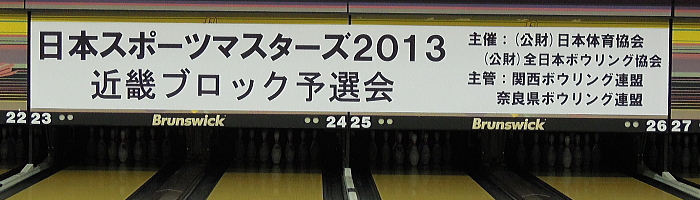 日本スポーツマスターズ2013
近畿ブロック予選会
主催：(公財)日本体育協会
(公財)全日本ボウリング協会
主管：関西ボウリング連盟
奈良県ボウリング連盟
22 23 Brunswick 24 25 Brunswick 26 27